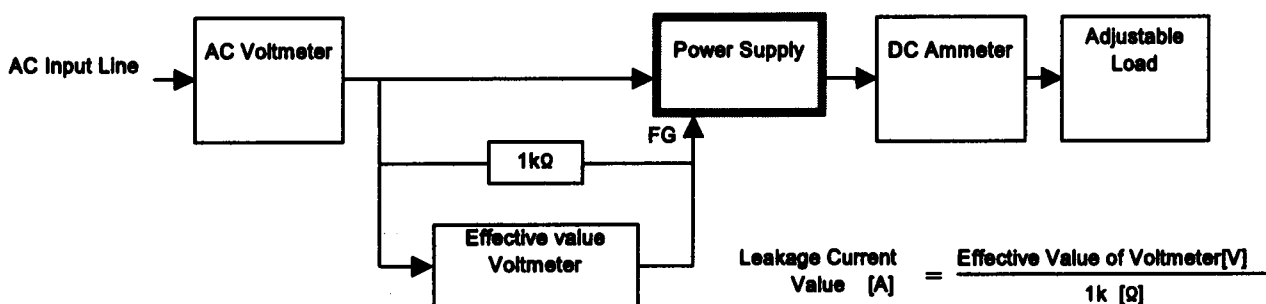 AC Input Line
AC Voltmeter
Power Supply
DC Ammeter
Adjustable
Load
FG
1kΩ
Effective value
Voltmeter
Leakage Current
Value [A]
=
Effective Value of Voltmeter[V]
1k [Ω]